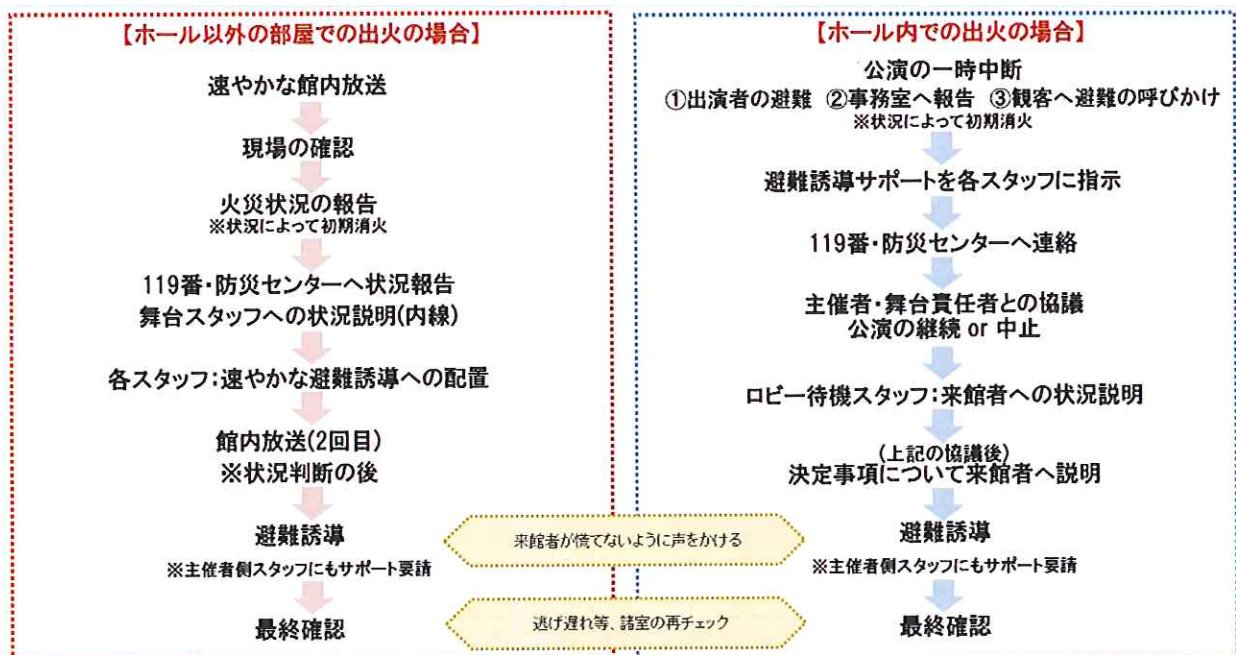 【ホール以外の部屋での出火の場合】
速やかな館内放送
現場の確認
火災状況の報告
※状況によって初期消火
119番・防災センターへ状況報告
舞台スタッフへの状況説明(内線)
各スタッフ:速やかな避難誘導への配置
館内放送(2回目)
※状況判断の後
避難誘導
※主催者側スタッフにもサポート要請
最終確認
【ホール内での出火の場合】
公演の一時中断
①出演者の避難 ②事務室へ報告 ③観客へ避難の呼びかけ
※状況によって初期消火
避難誘導サポートを各スタッフに指示
119番・防災センターへ連絡
主催者・舞台責任者との協議
公演の継続 or 中止
ロビー待機スタッフ:来館者への状況説明
(上記の協議後)
決定事項について来館者へ説明
避難誘導
※主催者側スタッフにもサポート要請
最終確認
来館者が慌てないように声をかける
逃げ遅れ等、諸室の再チェック